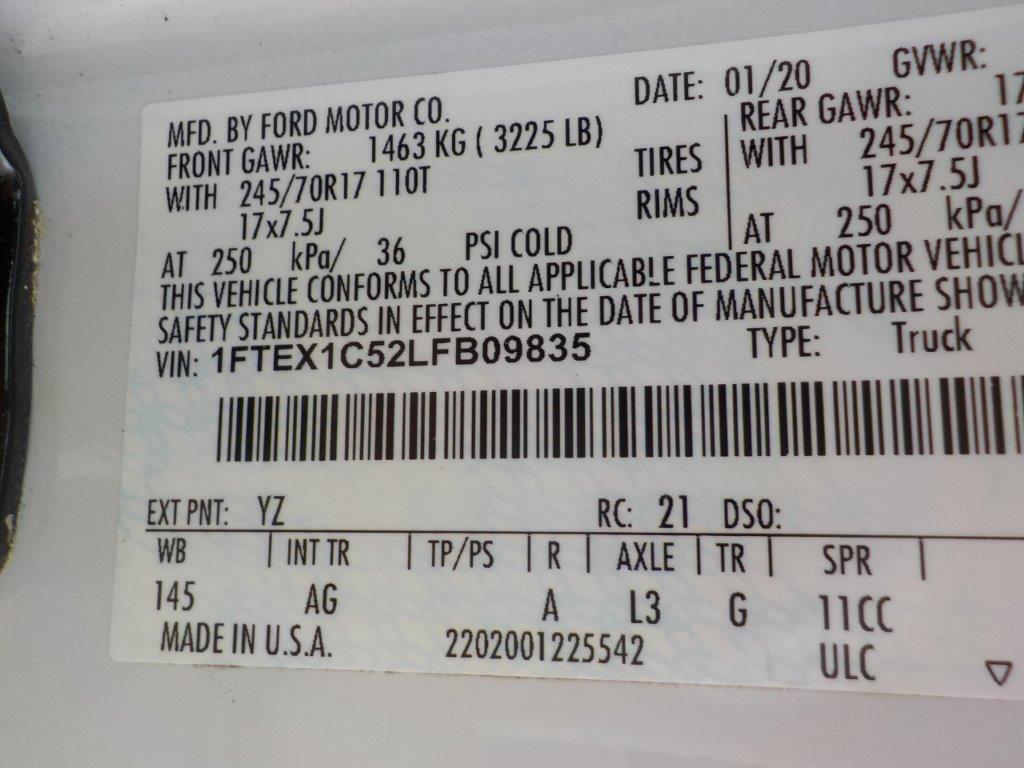 MFD. BY FORD MOTOR CO.
DATE: 01/20
GVWR:
FRONT GAWR: 1463 KG ( 3225 LB)
REAR GAWR: 17
WITH 245/70R17 110T
TIRES
WITH 245/70R17
17x7.5J
RIMS
17x7.5J
AT 250 kPa/ 36 PSI COLD
AT 250 kPa/
THIS VEHICLE CONFORMS TO ALL APPLICABLE FEDERAL MOTOR VEHICL
SAFETY STANDARDS IN EFFECT ON THE DATE OF MANUFACTURE SHOW
VIN: 1FTEX1C52LFB09835
TYPE: Truck
EXT PNT: YZ
RC: 21 DSO:
WB | INT TR | TP/PS | R | AXLE | TR | SPR |
145 AG A L3 G 11CC
MADE IN U.S.A. 2202001225542 ULC